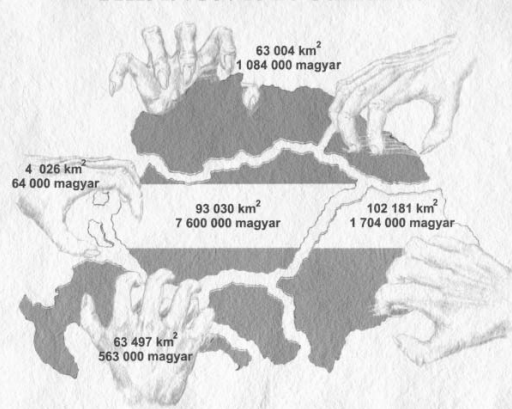 63 004 km²
1 084 000 magyar
4 026 km²
64 000 magyar
93 030 km²
7 600 000 magyar
102 181 km²
1 704 000 magyar
63 497 km²
563 000 magyar